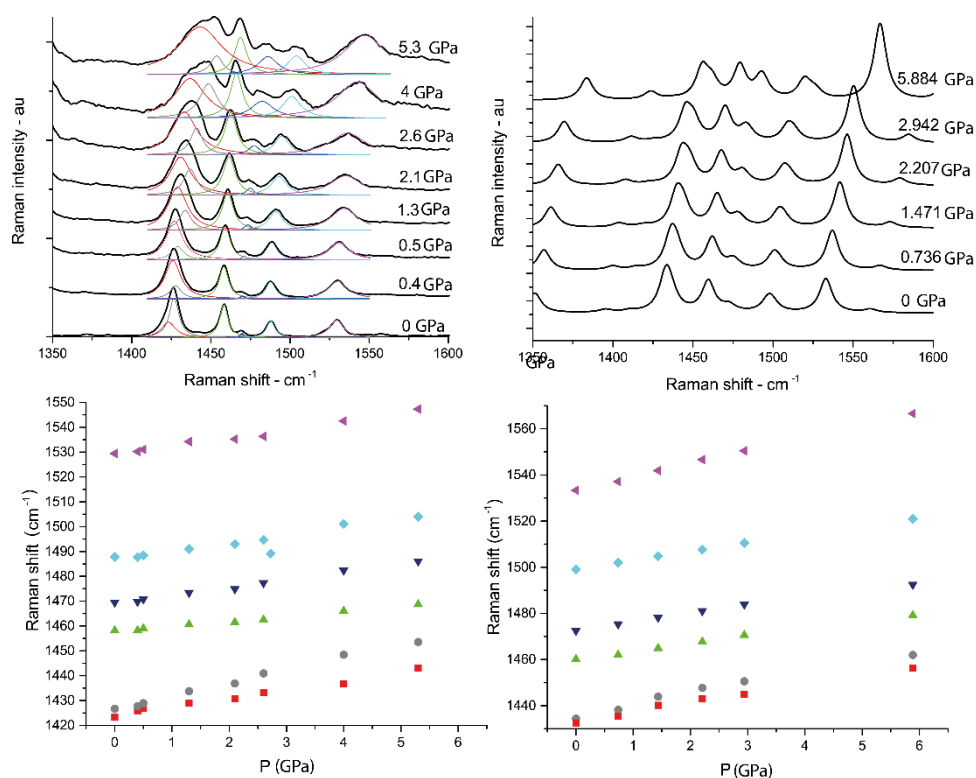 Raman intensity - au
5.3 GPa
4 GPa
2.6 GPa
2.1 GPa
1.3 GPa
0.5 GPa
0.4 GPa
0 GPa
1350 1400 1450 1500 1550 1600
Raman shift - cm⁻¹
Raman intensity - au
5.884 GPa
2.942 GPa
2.207 GPa
1.471 GPa
0.736 GPa
0 GPa
1350 1400 1450 1500 1550 1600
GPa
Raman shift - cm⁻¹
Raman shift (cm⁻¹)
1550
1540
1530
1520
1510
1500
1490
1480
1470
1460
1450
1440
1430
1420
0 1 2 3 4 5 6
P (GPa)
Raman shift (cm⁻¹)
1560
1540
1520
1500
1480
1460
1440
0 1 2 3 4 5 6
P (GPa)